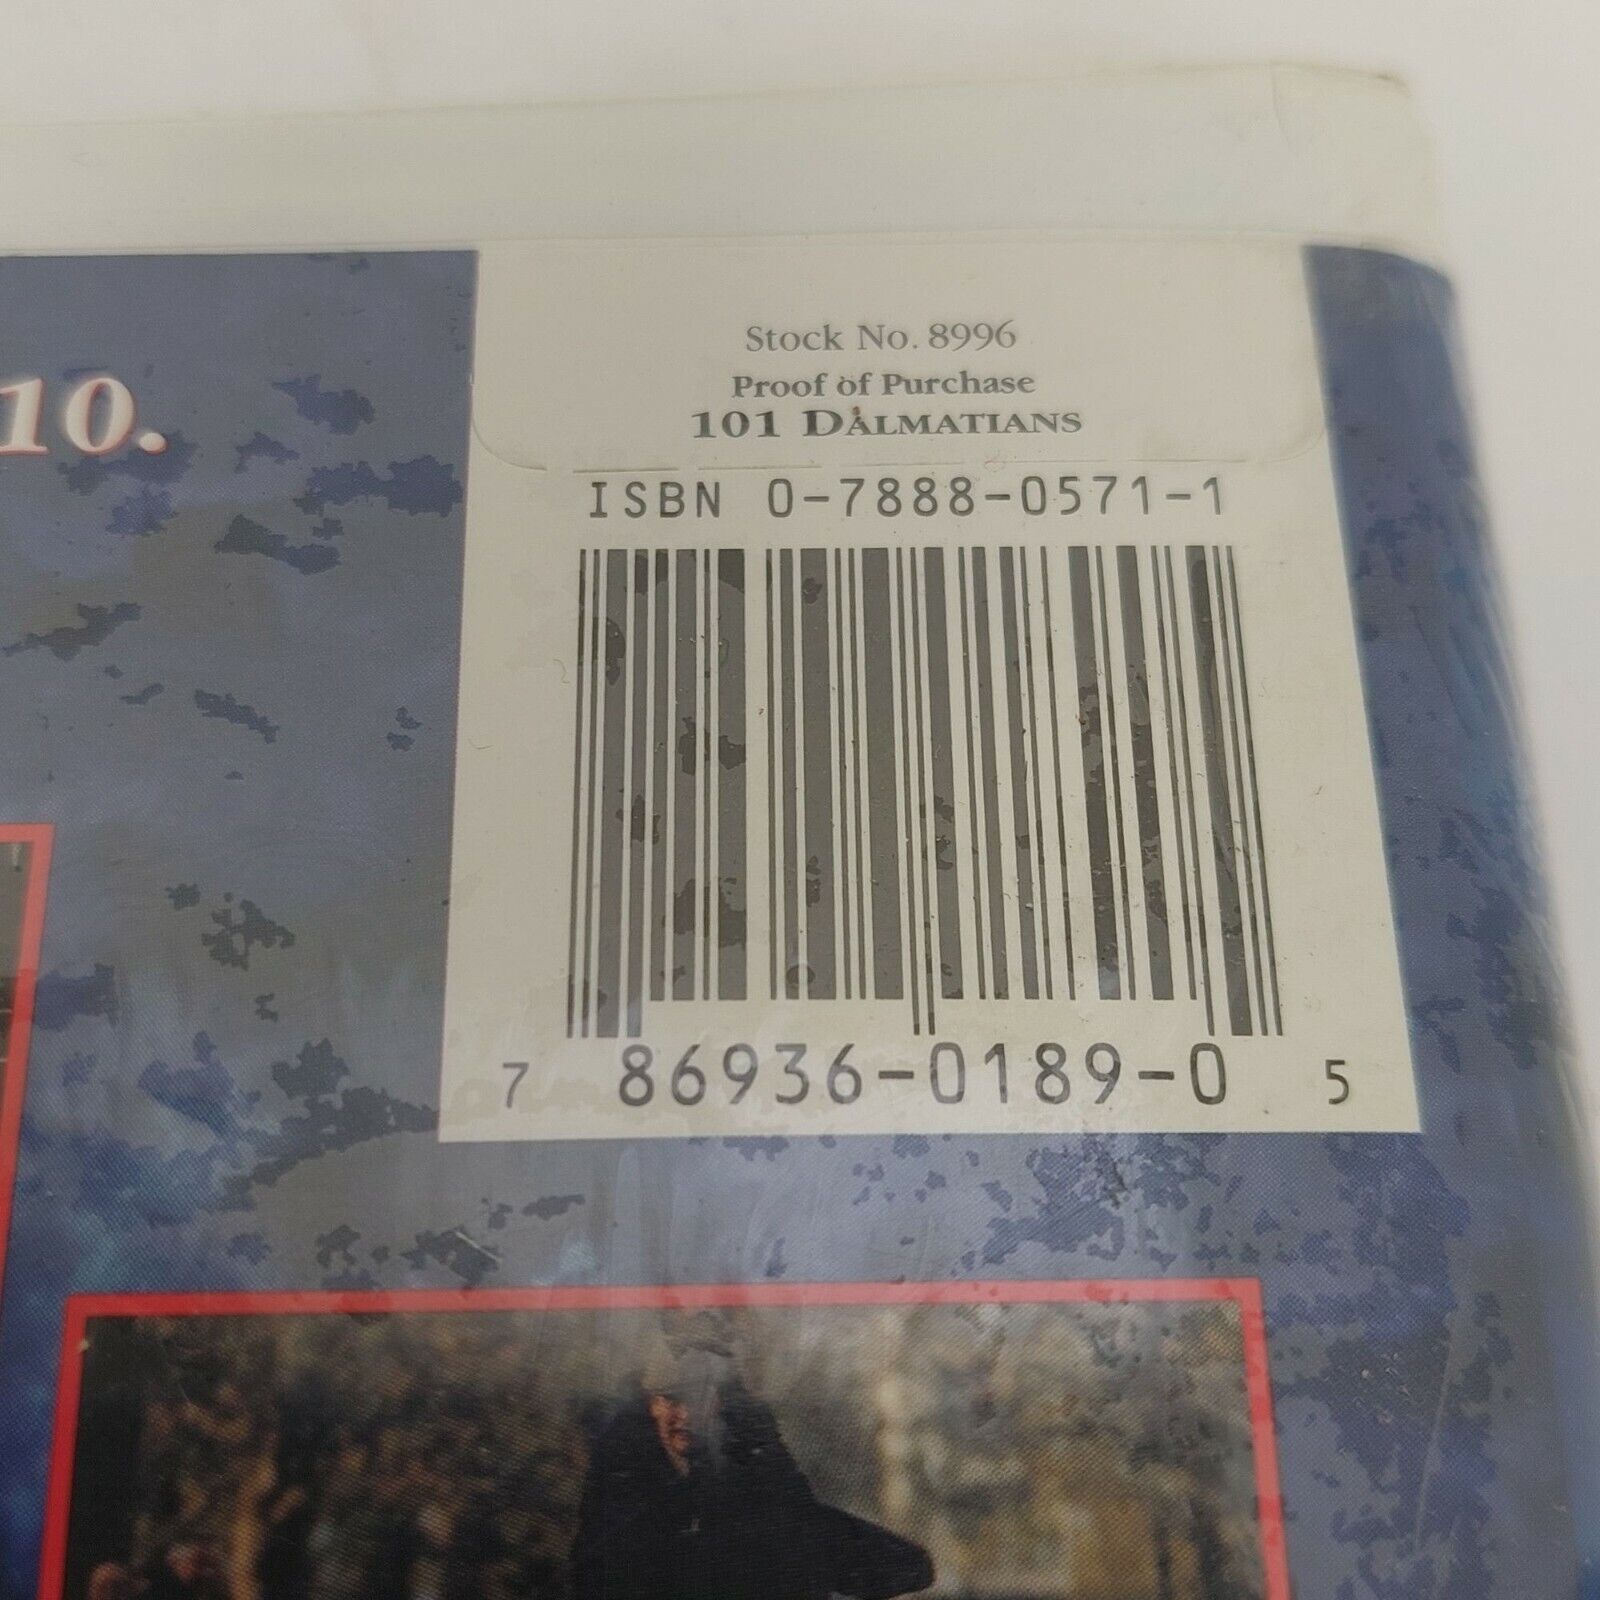 Stock No. 8996
Proof of Purchase
101 DALMATIANS
ISBN 0-7888-0571-1
10.
7 86936-0189-0 5